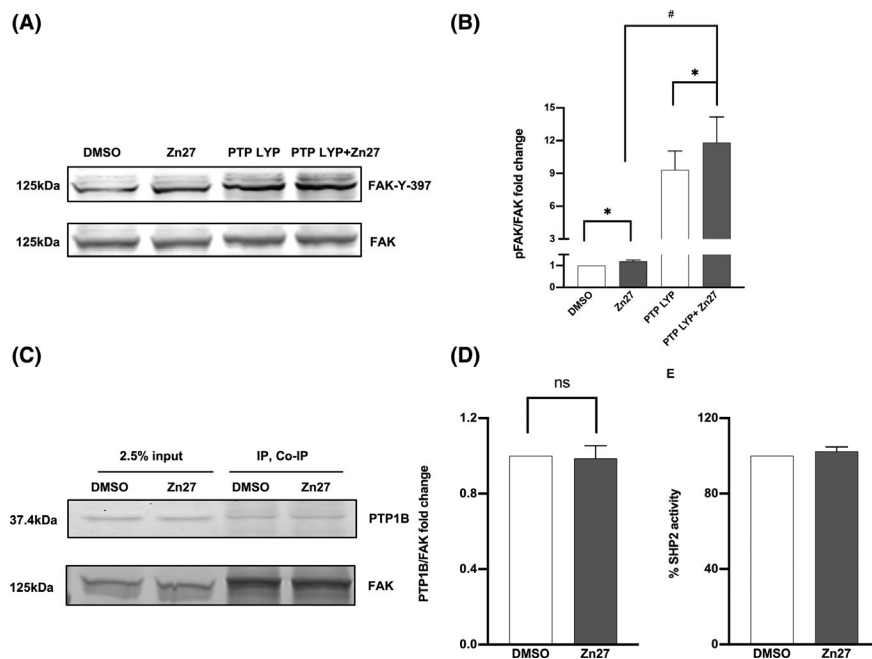 (A)
DMSO Zn27 PTP LYP PTP LYP+Zn27
125kDa FAK-Y-397
125kDa FAK
(B)
#
*
*
pFAK/FAK fold change
15
12
9
6
3
1
0
DMSO
Zn27
PTP LYP
PTP LYP+ Zn27
(C)
2.5% input IP, Co-IP
DMSO Zn27 DMSO Zn27
37.4kDa PTP1B
125kDa FAK
(D)
ns
PTP1B/FAK fold change
1.2
0.8
0.4
0.0
DMSO Zn27
E
% SHP2 activity
120
80
40
0
DMSO Zn27